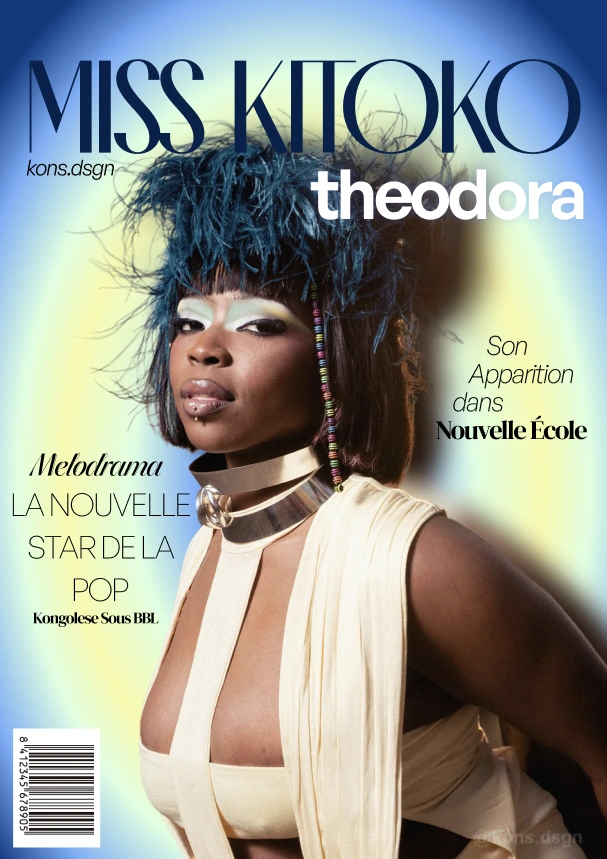 MISS KITOKO
kons.dsgn
theodora
Son
Apparition
dans
Nouvelle École
Melodrama
LA NOUVELLE
STAR DE LA
POP
Kongolese Sous BBL
8 412345 678905
@kons.dsgn